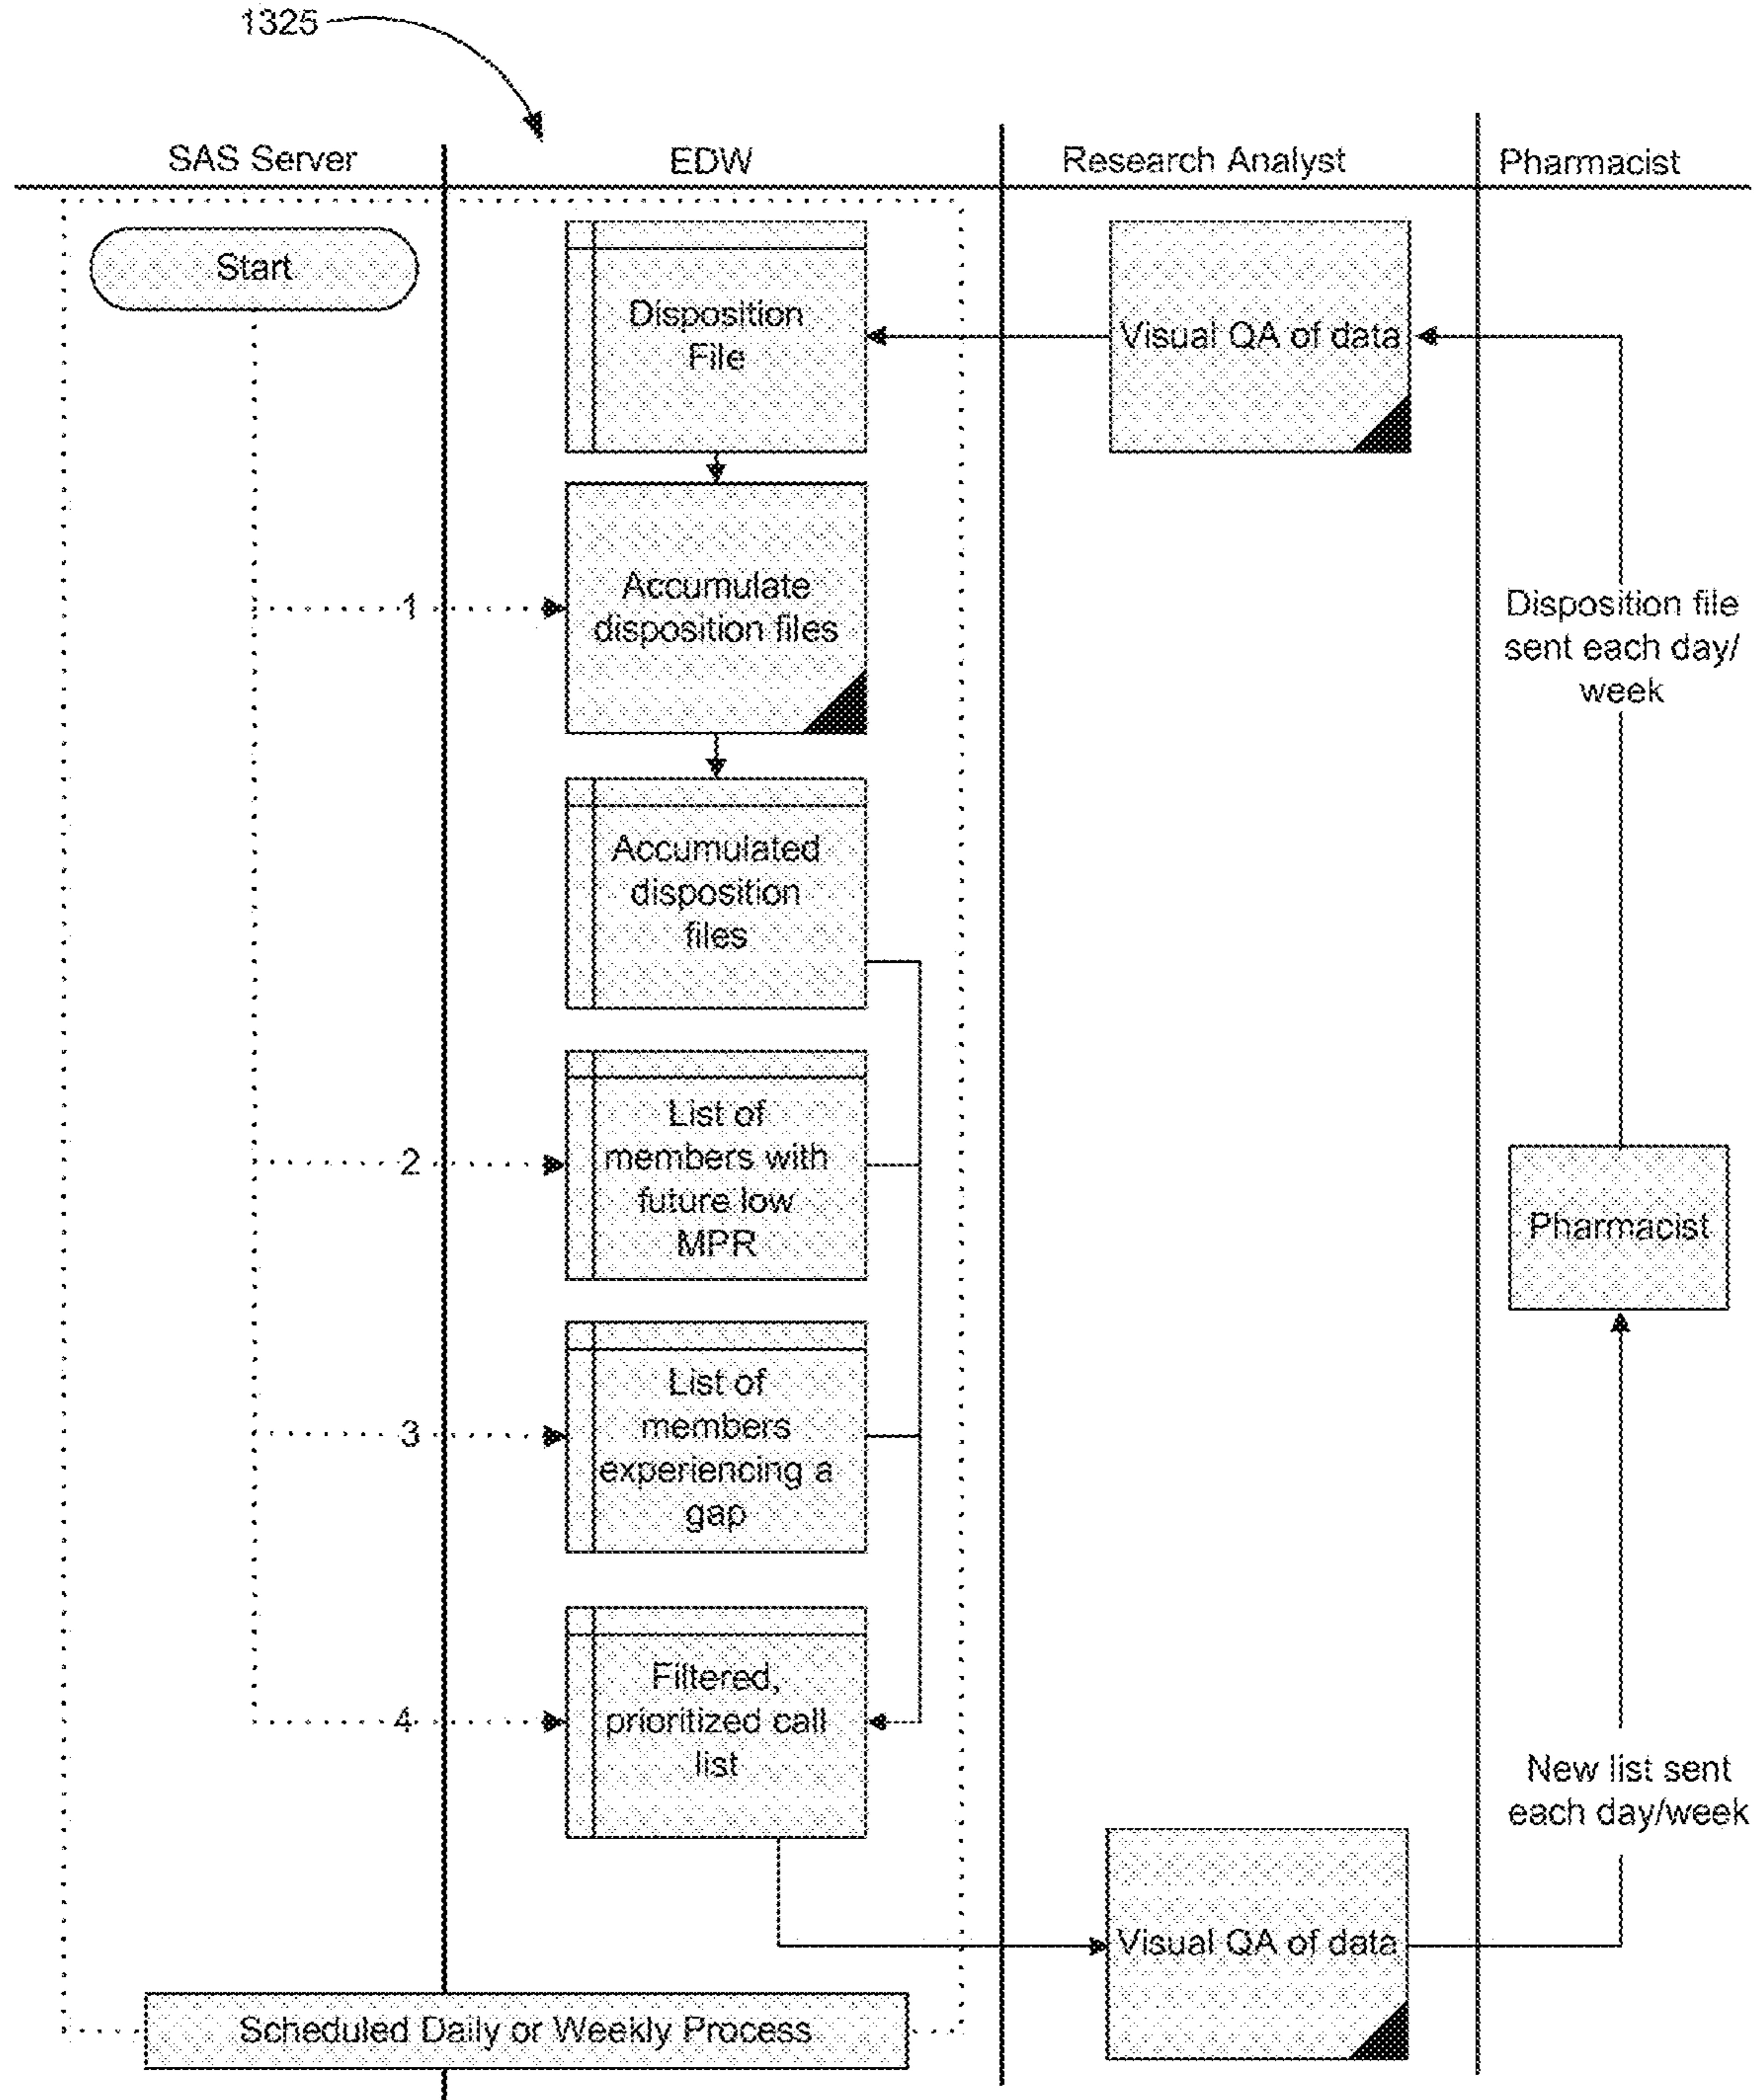 1325
SAS Server
EDW
Research Analyst
Pharmacist
Start
Disposition
File
Visual QA of data
1
Accumulate
disposition files
Disposition file
sent each day/
week
Accumulated
disposition
files
2
List of
members with
future low
MPR
Pharmacist
3
List of
members
experiencing a
gap
4
Filtered,
prioritized call
list
New list sent
each day/week
Visual QA of data
Scheduled Daily or Weekly Process